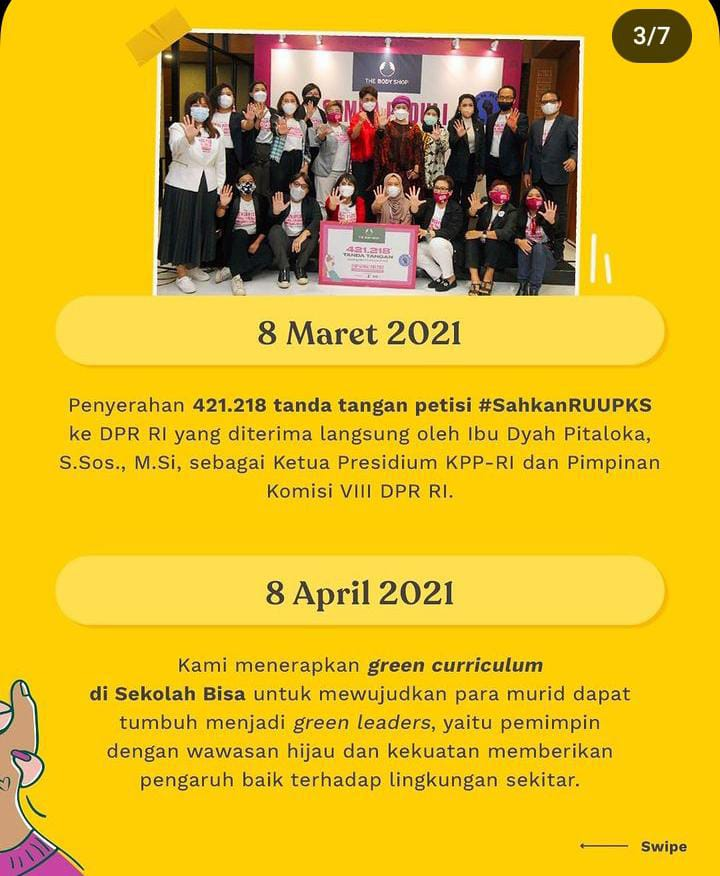 3/7
THE BODY SHOP
THE BODY SHOP
421.218
TANDA TANGAN
8 Maret 2021
Penyerahan 421.218 tanda tangan petisi #SahkanRUUPKS
ke DPR RI yang diterima langsung oleh Ibu Dyah Pitaloka,
S.Sos., M.Si, sebagai Ketua Presidium KPP-RI dan Pimpinan
Komisi VIII DPR RI.
8 April 2021
Kami menerapkan green curriculum
di Sekolah Bisa untuk mewujudkan para murid dapat
tumbuh menjadi green leaders, yaitu pemimpin
dengan wawasan hijau dan kekuatan memberikan
pengaruh baik terhadap lingkungan sekitar.
Swipe